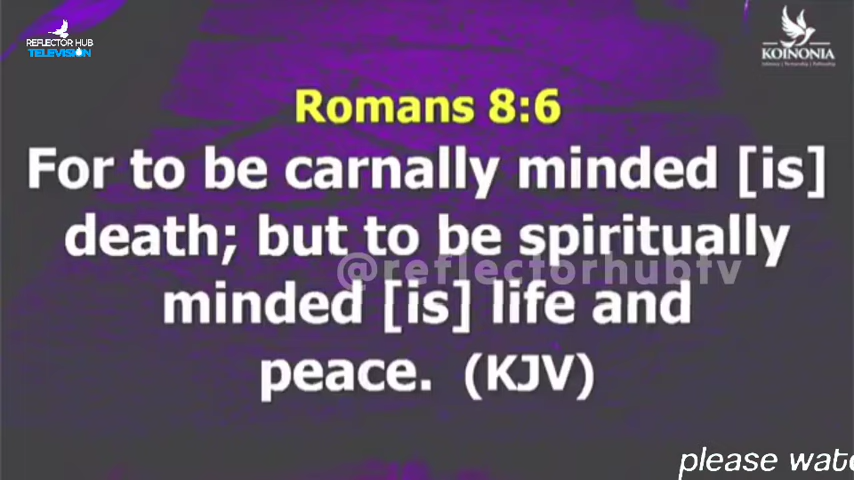 REFLECTOR HUB
TELEVISION
KOINONIA
Romans 8:6
For to be carnally minded [is]
death; but to be spiritually
@reflectorhubtv
minded [is] life and
peace. (KJV)
please wat